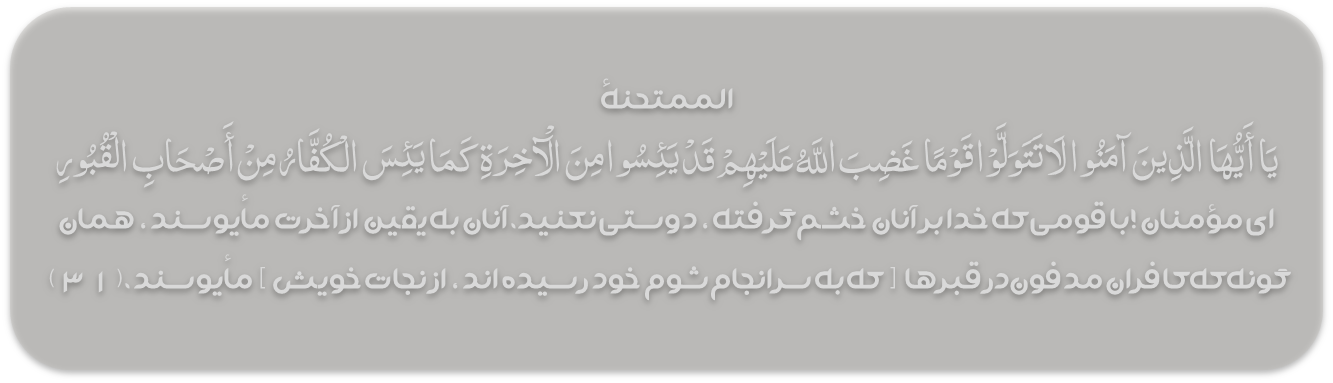 الممتحنة
يَا أَيُّهَا الَّذِينَ آمَنُوا لَا تَتَوَلَّوْا قَوْمًا غَضِبَ اللَّهُ عَلَيْهِمْ قَدْ يَئِسُوا مِنَ الْآخِرَةِ كَمَا يَئِسَ الْكُفَّارُ مِنْ أَصْحَابِ الْقُبُورِ
ای مؤمنان! با قومی که خدا بر آنان خشم گرفته، دوستی نکنید، آنان به یقین از آخرت مأیوسند، همان
گونه که کافران مدفون در قبرها [ که به سرانجام شوم خود رسیده اند، از نجات خویش ] مأیوسند،( ۱ ۳ )